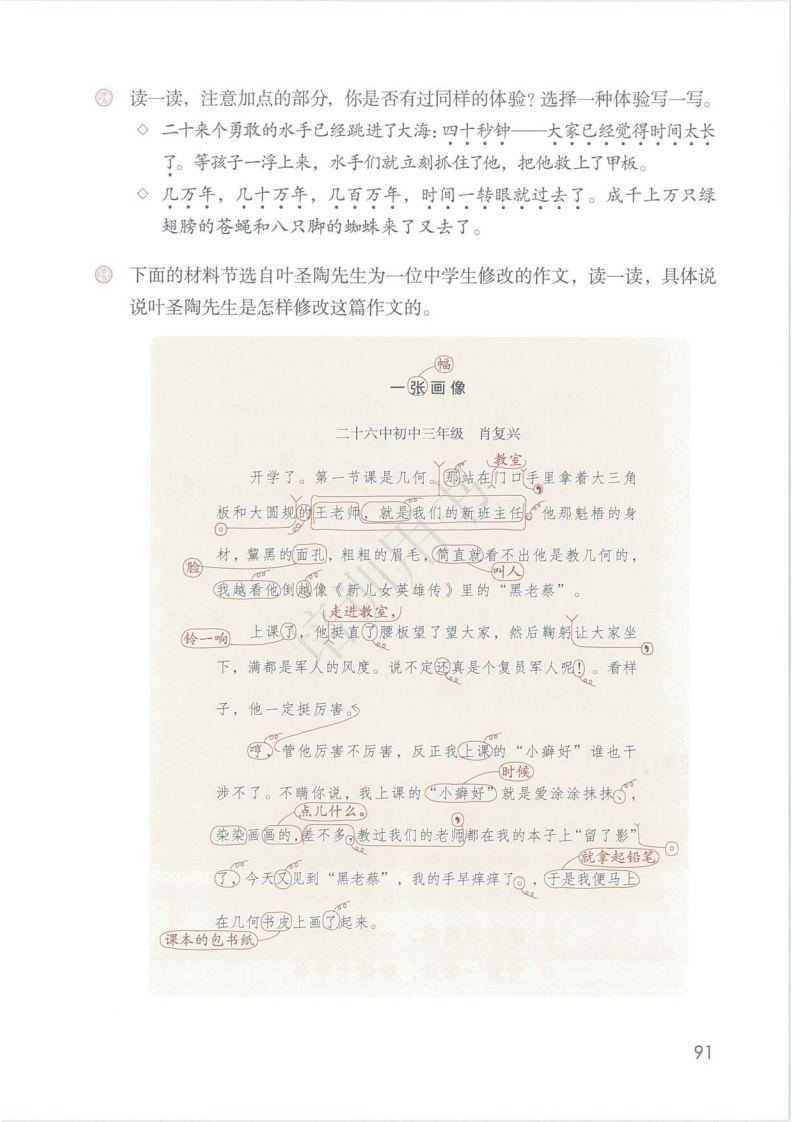 读一读，注意加点的部分，你是否有过同样的体验？选择一种体验写一写。
◇ 二十来个勇敢的水手已经跳进了大海：四十秒钟——大家已经觉得时间太长
了。等孩子一浮上来，水手们就立刻抓住了他，把他救上了甲板。
◇ 几万年，几十万年，几百万年，时间一转眼就过去了。成千上万只绿
翅膀的苍蝇和八只脚的蜘蛛来了又去了。
下面的材料节选自叶圣陶先生为一位中学生修改的作文，读一读，具体说
说叶圣陶先生是怎样修改这篇作文的。
幅
一张画像
二十六中初中三年级 肖复兴
教室
开学了。第一节课是几何。那站在门口手里拿着大三角
板和大圆规的王老师，就是我们的新班主任。他那魁梧的身
材，黧黑的面孔，粗粗的眉毛，简直就看不出他是教几何的，
脸
叫人
我越看他倒越像《新儿女英雄传》里的“黑老蔡”。
走进教室，
上课了，他挺直了腰板望了望大家，然后鞠躬让大家坐
铃一响
下，满都是军人的风度。说不定还真是个复员军人呢！。看样
子，他一定挺厉害。
哼，管他厉害不厉害，反正我上课的“小癖好”谁也干
时候
涉不了。不瞒你说，我上课的“小癖好”就是爱涂涂抹抹、，
点儿什么。
染染画画的，差不多，教过我们的老师都在我的本子上“留了影”
就拿起铅笔
了，今天又见到“黑老蔡”，我的手早痒痒了。，于是我便马上
在几何书皮上画了起来。
课本的包书纸
培训用书
91